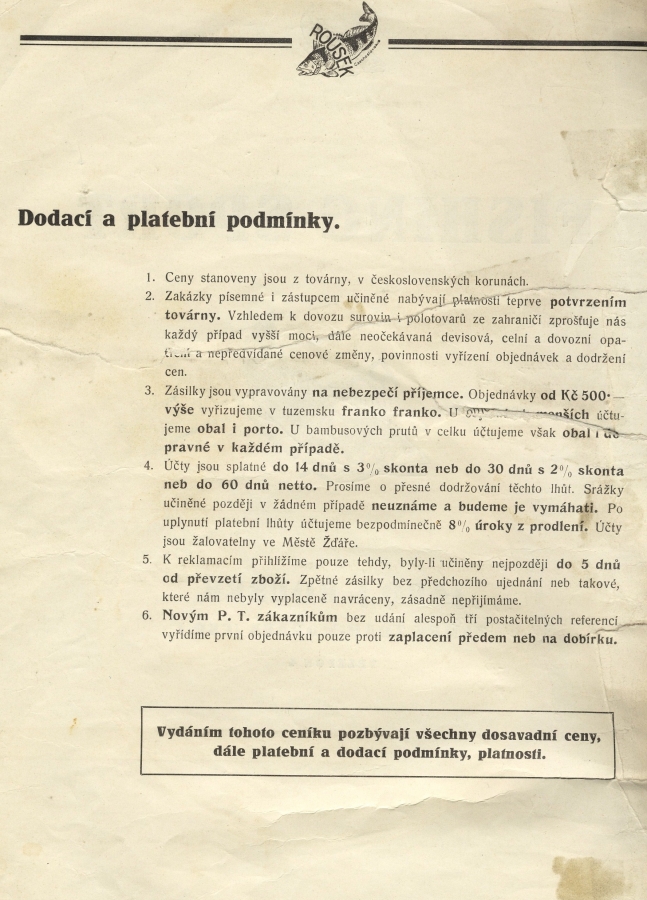 ROUSEK
Dodací a platební podmínky.
1. Ceny stanoveny jsou z továrny, v československých korunách.
2. Zakázky písemné i zástupcem učiněné nabývají platnosti teprve potvrzením
továrny. Vzhledem k dovozu surovin i polotovarů ze zahraničí zprošťuje nás
každý případ vyšší moci, dále neočekávaná devisová, celní a dovozní opa-
tření a nepředvídané cenové změny, povinnosti vyřízení objednávek a dodržení
cen.
3. Zásilky jsou vypravovány na nebezpečí příjemce. Objednávky od Kč 500·—
výše vyřizujeme v tuzemsku franko franko. U menších účtu-
jeme obal i porto. U bambusových prutů v celku účtujeme však obal i do
pravné v každém případě.
4. Účty jsou splatné do 14 dnů s 3% skonta neb do 30 dnů s 2% skonta
neb do 60 dnů netto. Prosíme o přesné dodržování těchto lhůt. Srážky
učiněné později v žádném případě neuznáme a budeme je vymáhati. Po
uplynutí platební lhůty účtujeme bezpodmínečně 8% úroky z prodlení. Účty
jsou žalovatelny ve Městě Žďáře.
5. K reklamacím přihlížíme pouze tehdy, byly-li učiněny nejpozději do 5 dnů
od převzetí zboží. Zpětné zásilky bez předchozího ujednání neb takové,
které nám nebyly vyplaceně navráceny, zásadně nepřijímáme.
6. Novým P. T. zákazníkům bez udání alespoň tří postačitelných referencí
vyřídíme první objednávku pouze proti zaplacení předem neb na dobírku.
Vydáním tohoto ceníku pozbývají všechny dosavadní ceny,
dále platební a dodací podmínky, platnosti.